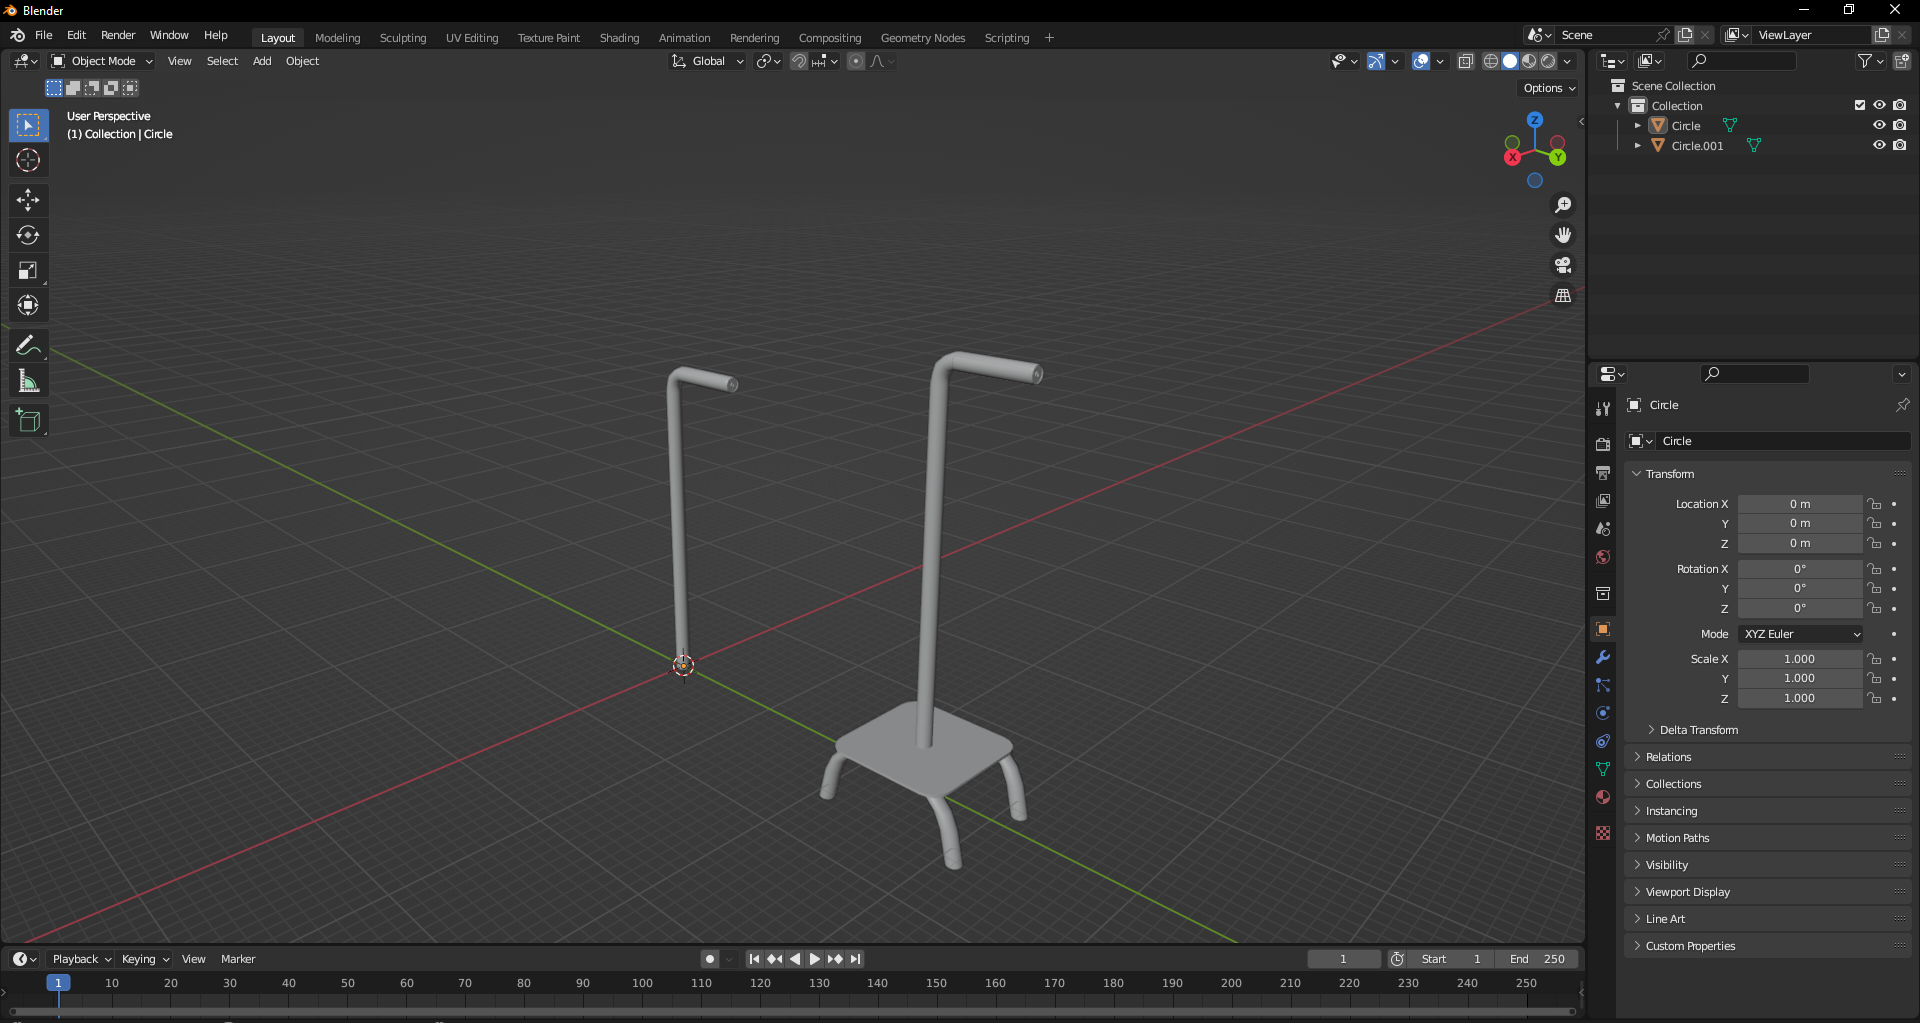 Blender
File Edit Render Window Help Layout Modeling Sculpting UV Editing Texture Paint Shading Animation Rendering Compositing Geometry Nodes Scripting + Scene ViewLayer
Object Mode View Select Add Object Global
Options
User Perspective
(1) Collection | Circle
Z
X Y
Scene Collection
Collection
Circle
Circle.001
Circle
Circle
Transform
Location X 0 m
Y 0 m
Z 0 m
Rotation X 0°
Y 0°
Z 0°
Mode XYZ Euler
Scale X 1.000
Y 1.000
Z 1.000
Delta Transform
Relations
Collections
Instancing
Motion Paths
Visibility
Viewport Display
Line Art
Custom Properties
Playback Keying View Marker 1 Start 1 End 250
1 10 20 30 40 50 60 70 80 90 100 110 120 130 140 150 160 170 180 190 200 210 220 230 240 250